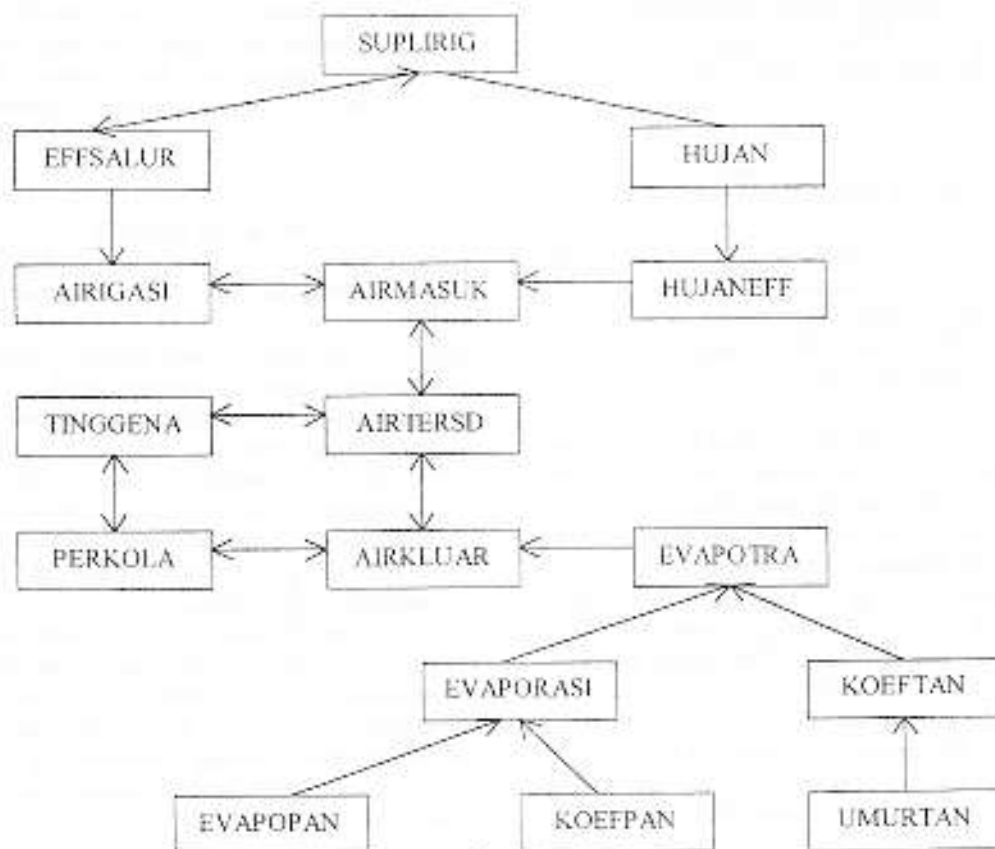 SUPLIRIG
EFFSALUR
HUJAN
AIRIGASI
AIRMASUK
HUJANEFF
TINGGENA
AIRTERSD
PERKOLA
AIRKLUAR
EVAPOTRA
EVAPORASI
KOEFTAN
EVAPOPAN
KOEFPAN
UMURTAN